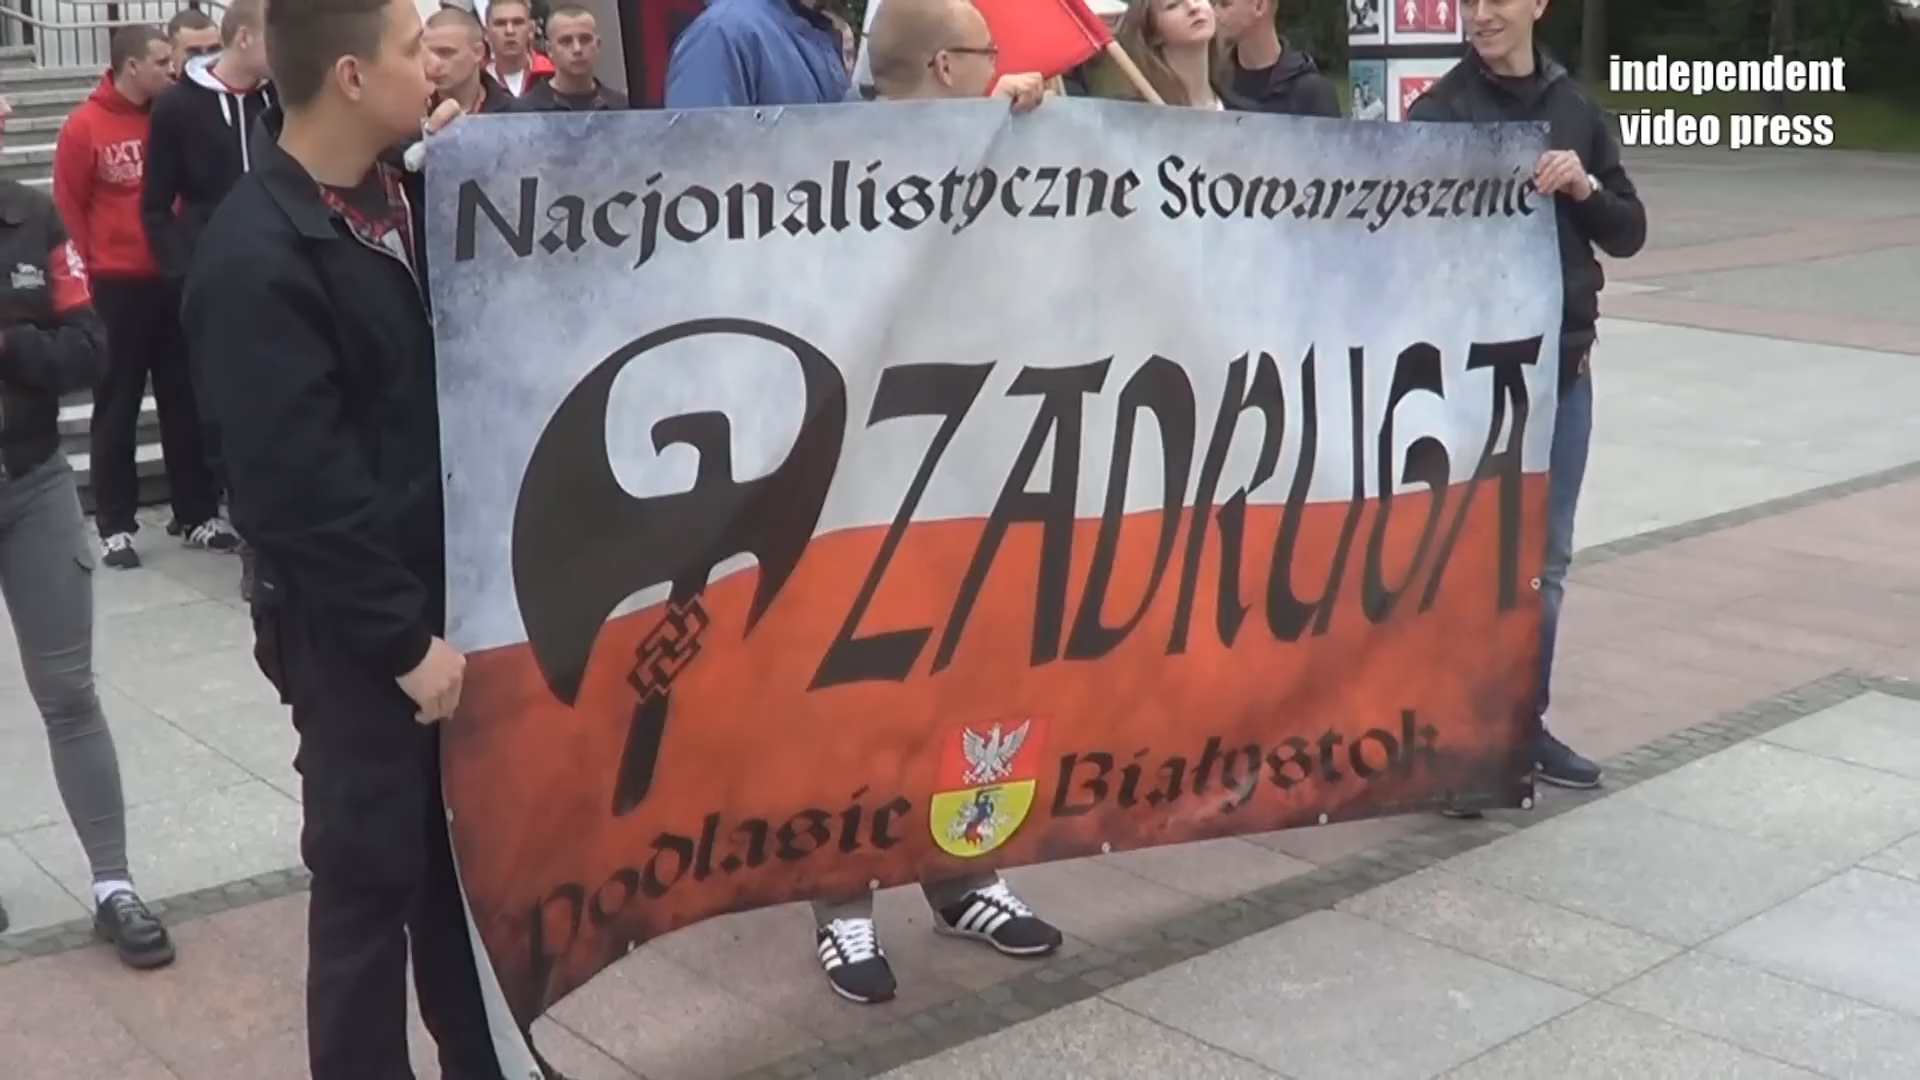 independent
video press
Nacjonalistyczne Stowarzyszenie
ZADRUGA
Podlasie Białystok